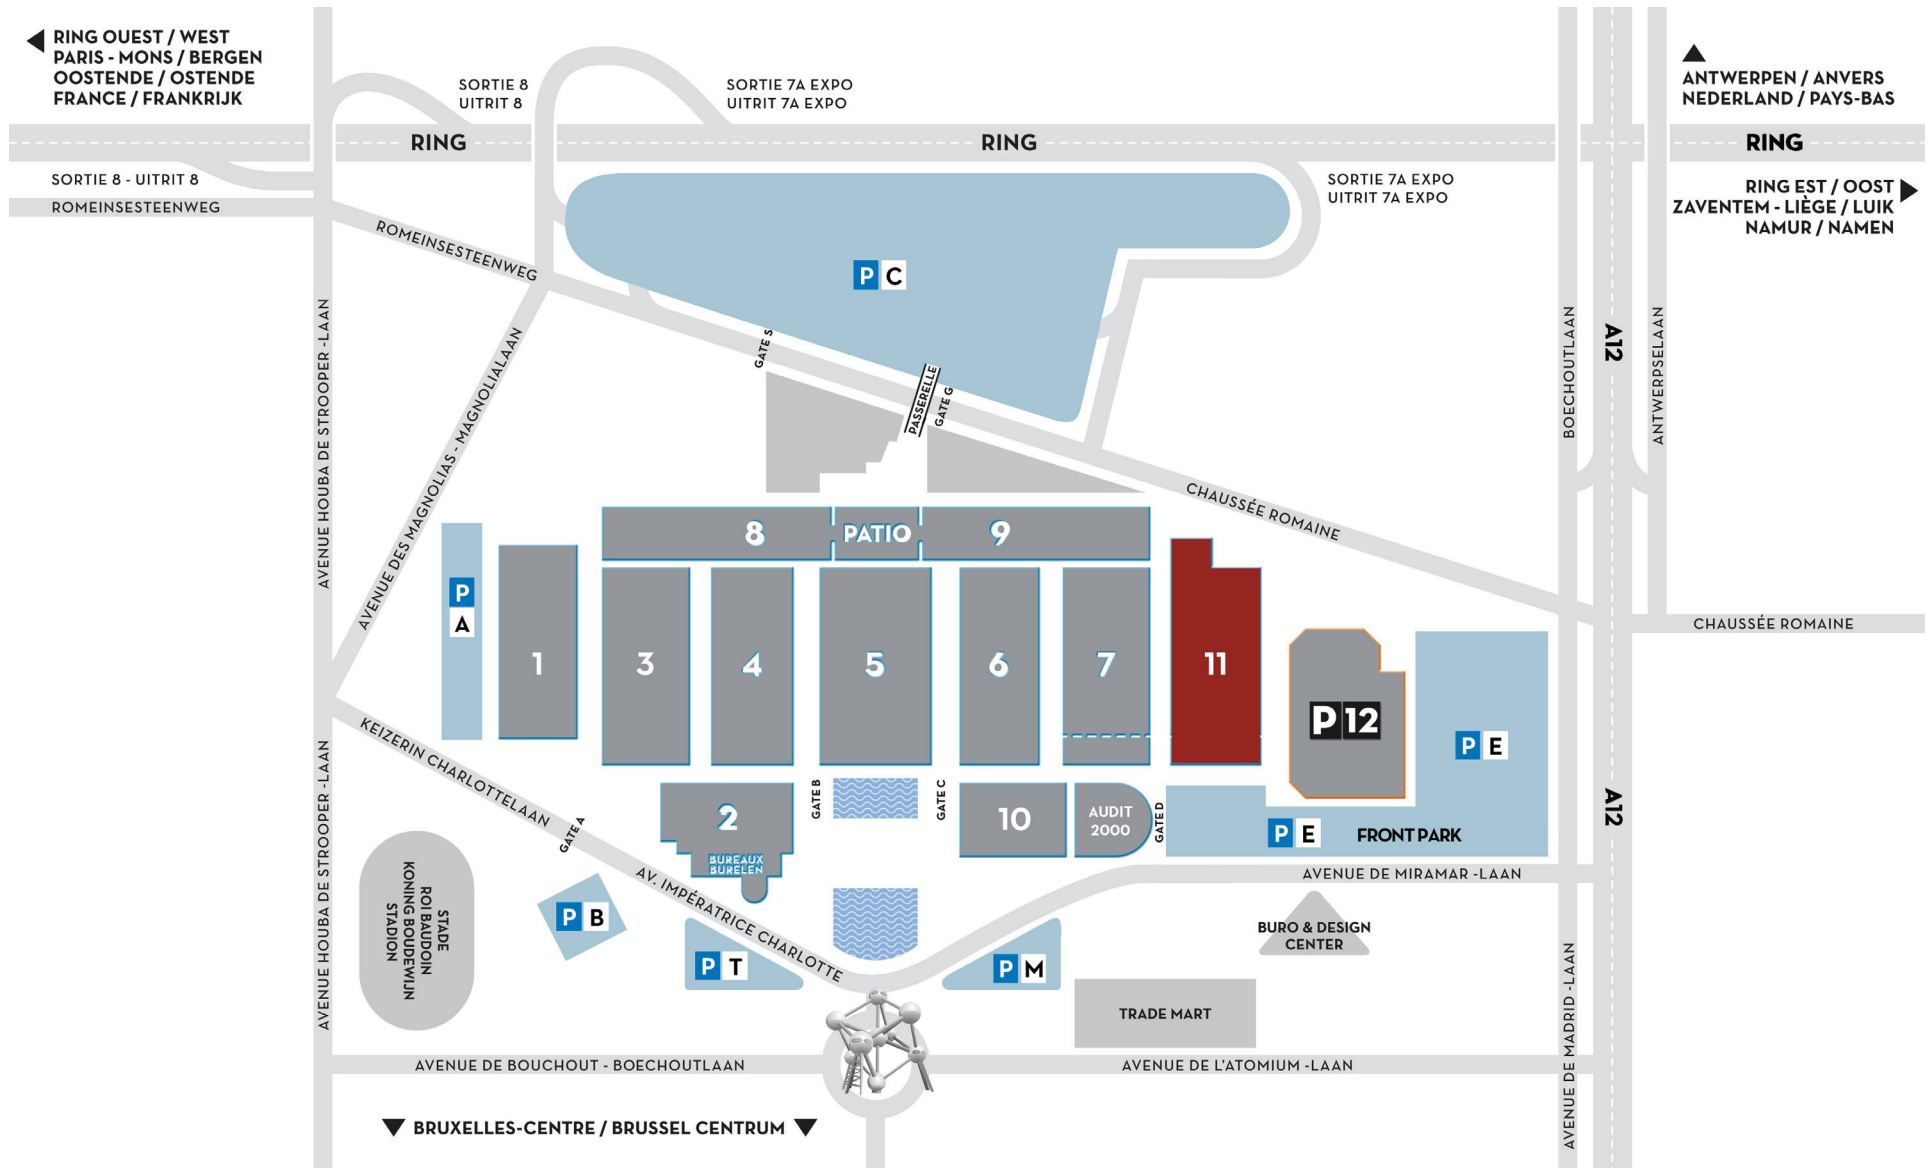 RING OUEST / WEST
PARIS - MONS / BERGEN
OOSTENDE / OSTENDE
FRANCE / FRANKRIJK
SORTIE 8
UITRIT 8
SORTIE 7A EXPO
UITRIT 7A EXPO
ANTWERPEN / ANVERS
NEDERLAND / PAYS-BAS
RING
RING
RING
SORTIE 8 - UITRIT 8
ROMEINSESTEENWEG
SORTIE 7A EXPO
UITRIT 7A EXPO
RING EST / OOST
ZAVENTEM - LIÈGE / LUIK
NAMUR / NAMEN
ROMEINSESTEENWEG
P C
AVENUE HOUBA DE STROOPER -LAAN
AVENUE DES MAGNOLIAS - MAGNOLIALAAN
GATE S
PASSERELLE
GATE G
BOECHOUTLAAN
A12
ANTWERPSELAAN
CHAUSSÉE ROMAINE
CHAUSSÉE ROMAINE
8
PATIO
9
P
A
1
3
4
5
6
7
11
P 12
P E
KEIZERIN CHARLOTTELAAN
AVENUE HOUBA DE STROOPER -LAAN
GATE A
2
BUREAUX
BURELEN
GATE B
GATE C
10
AUDIT
2000
GATE D
P E
FRONT PARK
A12
AVENUE DE MIRAMAR -LAAN
STADE
ROI BAUDOIN
KONING BOUDEWIJN
STADION
P B
AV. IMPÉRATRICE CHARLOTTE
P T
P M
BURO & DESIGN
CENTER
TRADE MART
AVENUE DE MADRID -LAAN
AVENUE DE BOUCHOUT - BOECHOUTLAAN
AVENUE DE L'ATOMIUM -LAAN
BRUXELLES-CENTRE / BRUSSEL CENTRUM